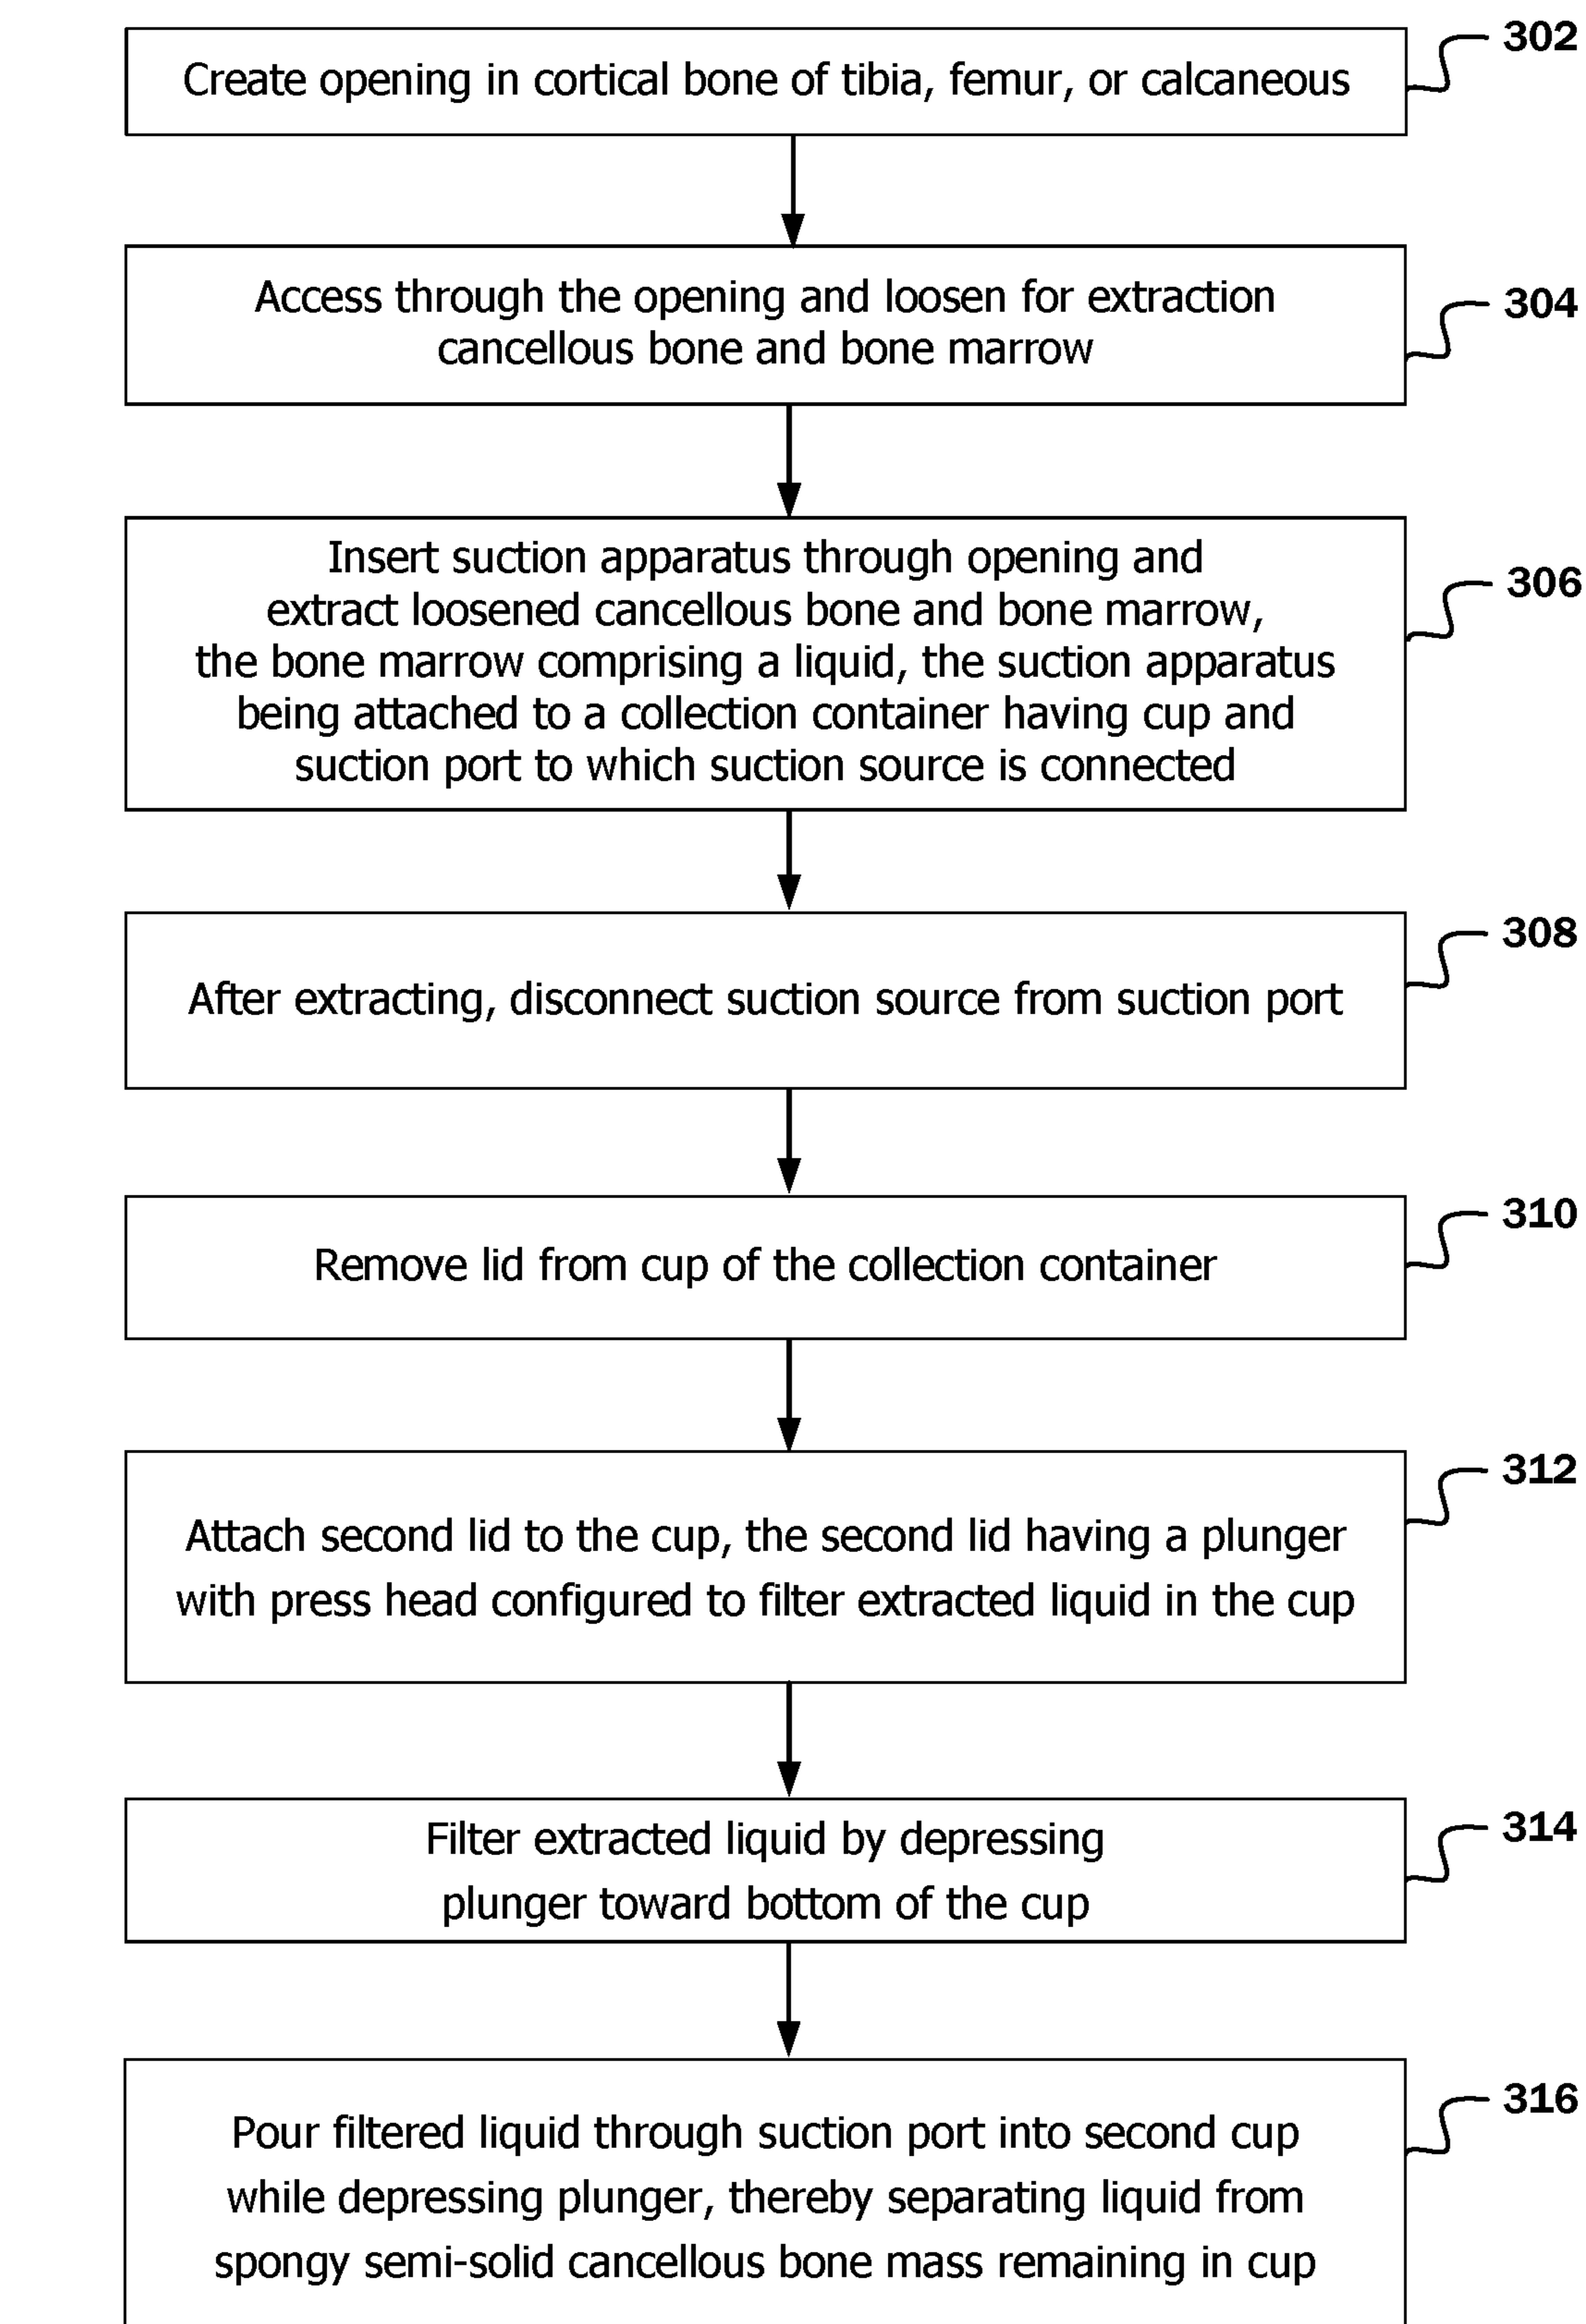 Create opening in cortical bone of tibia, femur, or calcaneous
302
Access through the opening and loosen for extraction
cancellous bone and bone marrow
304
Insert suction apparatus through opening and
extract loosened cancellous bone and bone marrow,
the bone marrow comprising a liquid, the suction apparatus
being attached to a collection container having cup and
suction port to which suction source is connected
306
After extracting, disconnect suction source from suction port
308
Remove lid from cup of the collection container
310
Attach second lid to the cup, the second lid having a plunger
with press head configured to filter extracted liquid in the cup
312
Filter extracted liquid by depressing
plunger toward bottom of the cup
314
Pour filtered liquid through suction port into second cup
while depressing plunger, thereby separating liquid from
spongy semi-solid cancellous bone mass remaining in cup
316